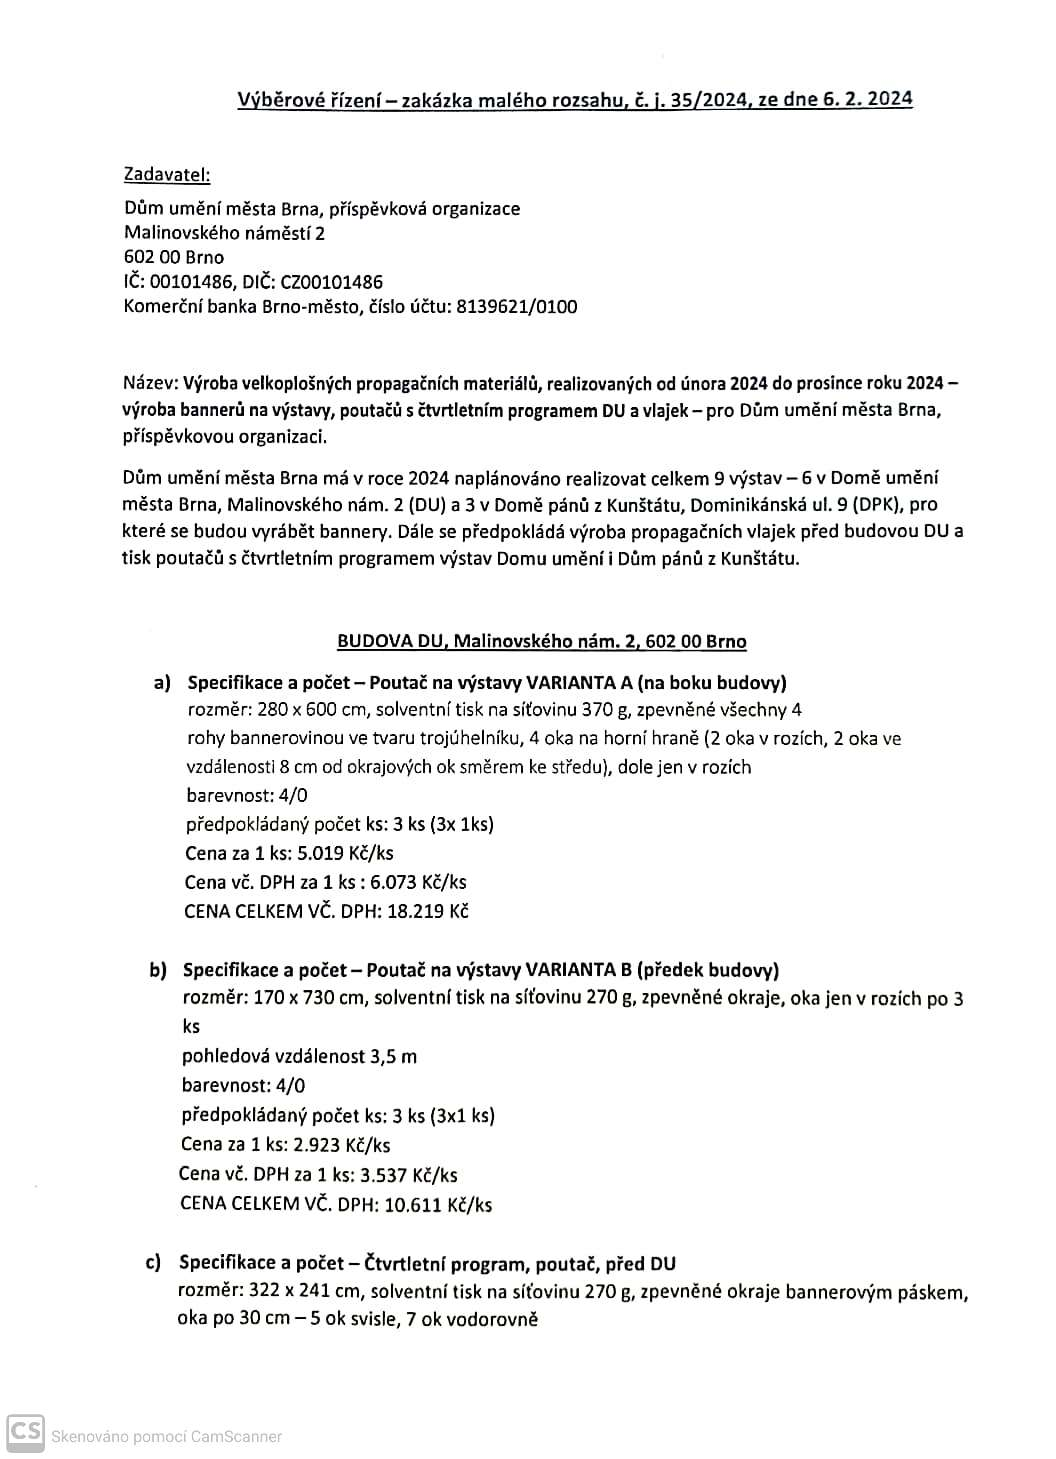 Výběrové řízení – zakázka malého rozsahu, č. j. 35/2024, ze dne 6. 2. 2024
Zadavatel:
Dům umění města Brna, příspěvková organizace
Malinovského náměstí 2
602 00 Brno
IČ: 00101486, DIČ: CZ00101486
Komerční banka Brno-město, číslo účtu: 8139621/0100
Název: Výroba velkoplošných propagačních materiálů, realizovaných od února 2024 do prosince roku 2024 –
výroba bannerů na výstavy, poutačů s čtvrtletním programem DU a vlajek – pro Dům umění města Brna,
příspěvkovou organizaci.
Dům umění města Brna má v roce 2024 naplánováno realizovat celkem 9 výstav – 6 v Domě umění
města Brna, Malinovského nám. 2 (DU) a 3 v Domě pánů z Kunštátu, Dominikánská ul. 9 (DPK), pro
které se budou vyrábět bannery. Dále se předpokládá výroba propagačních vlajek před budovou DU a
tisk poutačů s čtvrtletním programem výstav Domu umění i Dům pánů z Kunštátu.
BUDOVA DU, Malinovského nám. 2, 602 00 Brno
a) Specifikace a počet – Poutač na výstavy VARIANTA A (na boku budovy)
rozměr: 280 x 600 cm, solventní tisk na síťovinu 370 g, zpevněné všechny 4
rohy bannerovinou ve tvaru trojúhelníku, 4 oka na horní hraně (2 oka v rozích, 2 oka ve
vzdálenosti 8 cm od okrajových ok směrem ke středu), dole jen v rozích
barevnost: 4/0
předpokládaný počet ks: 3 ks (3x 1ks)
Cena za 1 ks: 5.019 Kč/ks
Cena vč. DPH za 1 ks : 6.073 Kč/ks
CENA CELKEM VČ. DPH: 18.219 Kč
b) Specifikace a počet – Poutač na výstavy VARIANTA B (předek budovy)
rozměr: 170 x 730 cm, solventní tisk na síťovinu 270 g, zpevněné okraje, oka jen v rozích po 3
ks
pohledová vzdálenost 3,5 m
barevnost: 4/0
předpokládaný počet ks: 3 ks (3x1 ks)
Cena za 1 ks: 2.923 Kč/ks
Cena vč. DPH za 1 ks: 3.537 Kč/ks
CENA CELKEM VČ. DPH: 10.611 Kč/ks
c) Specifikace a počet – Čtvrtletní program, poutač, před DU
rozměr: 322 x 241 cm, solventní tisk na síťovinu 270 g, zpevněné okraje bannerovým páskem,
oka po 30 cm – 5 ok svisle, 7 ok vodorovně
CS Skenováno pomocí CamScanner